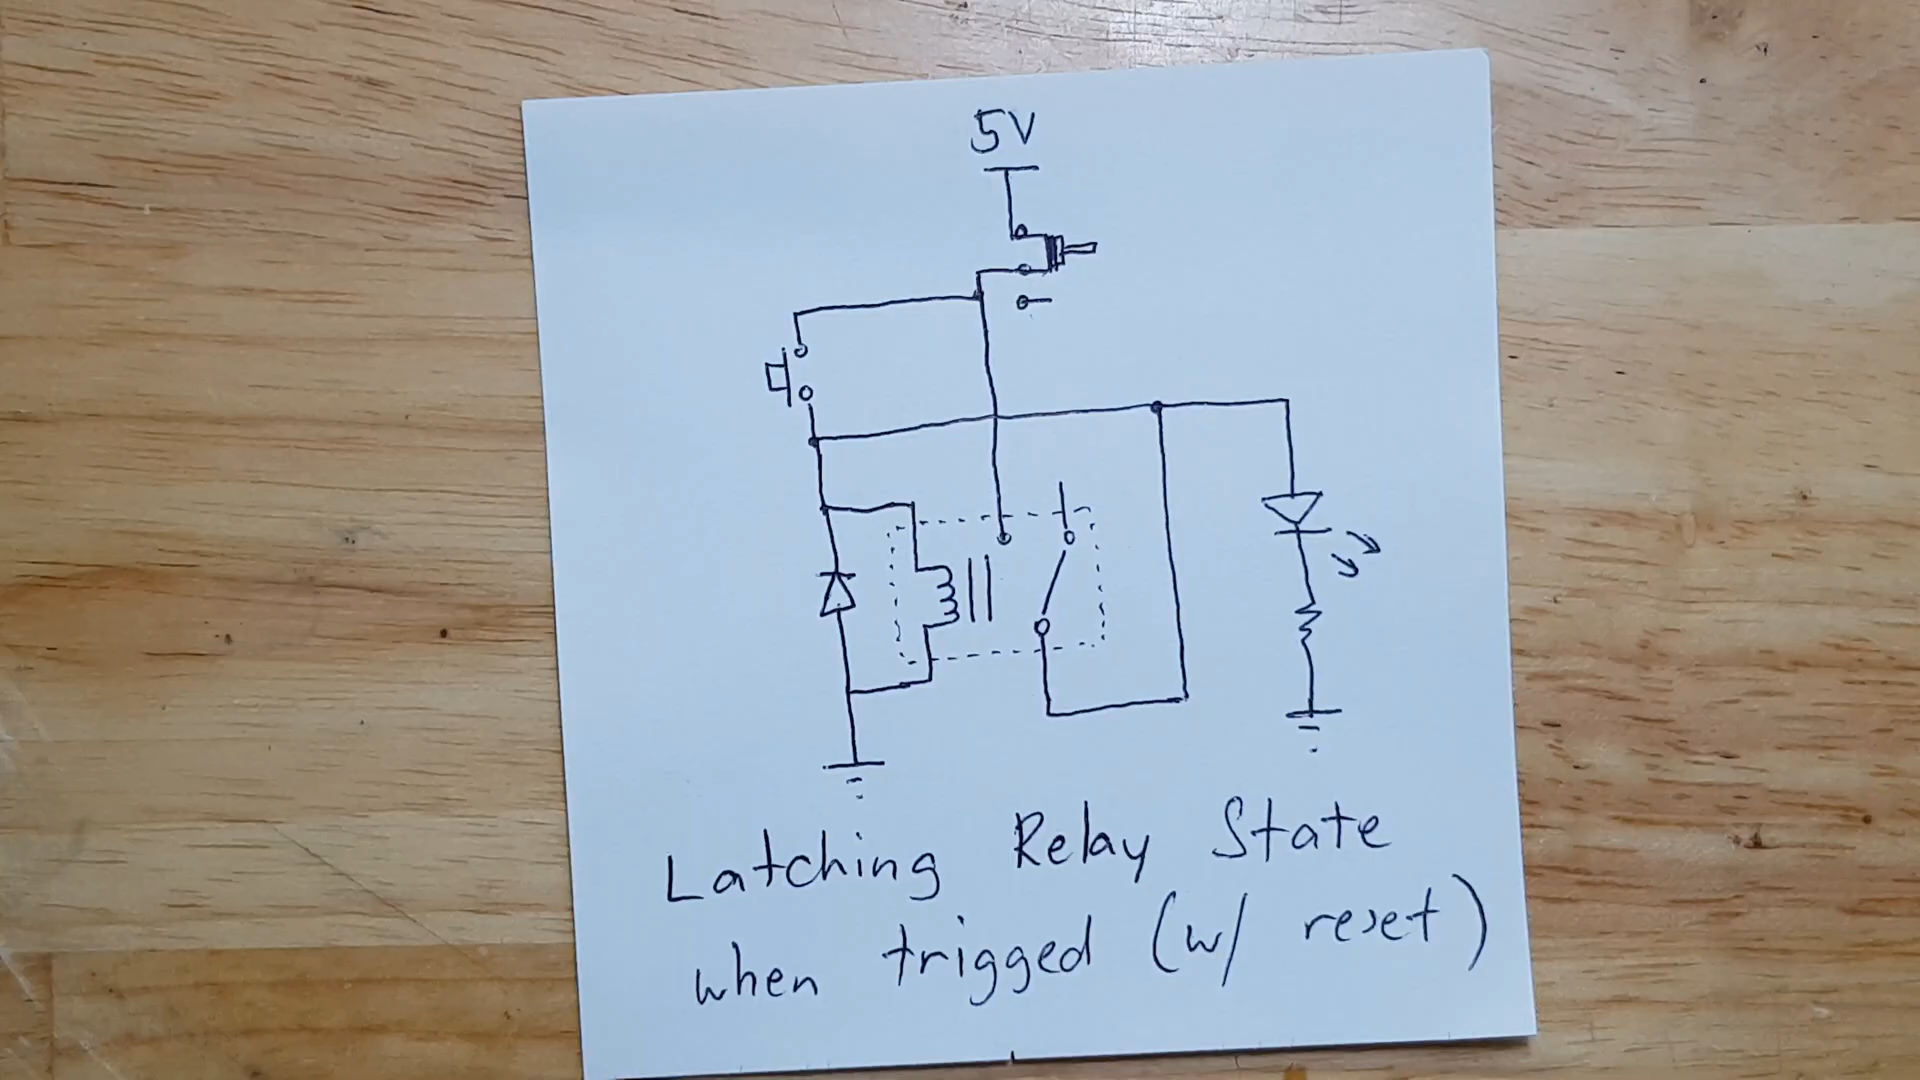 5V
Latching Relay State
when trigged (w/ reset)